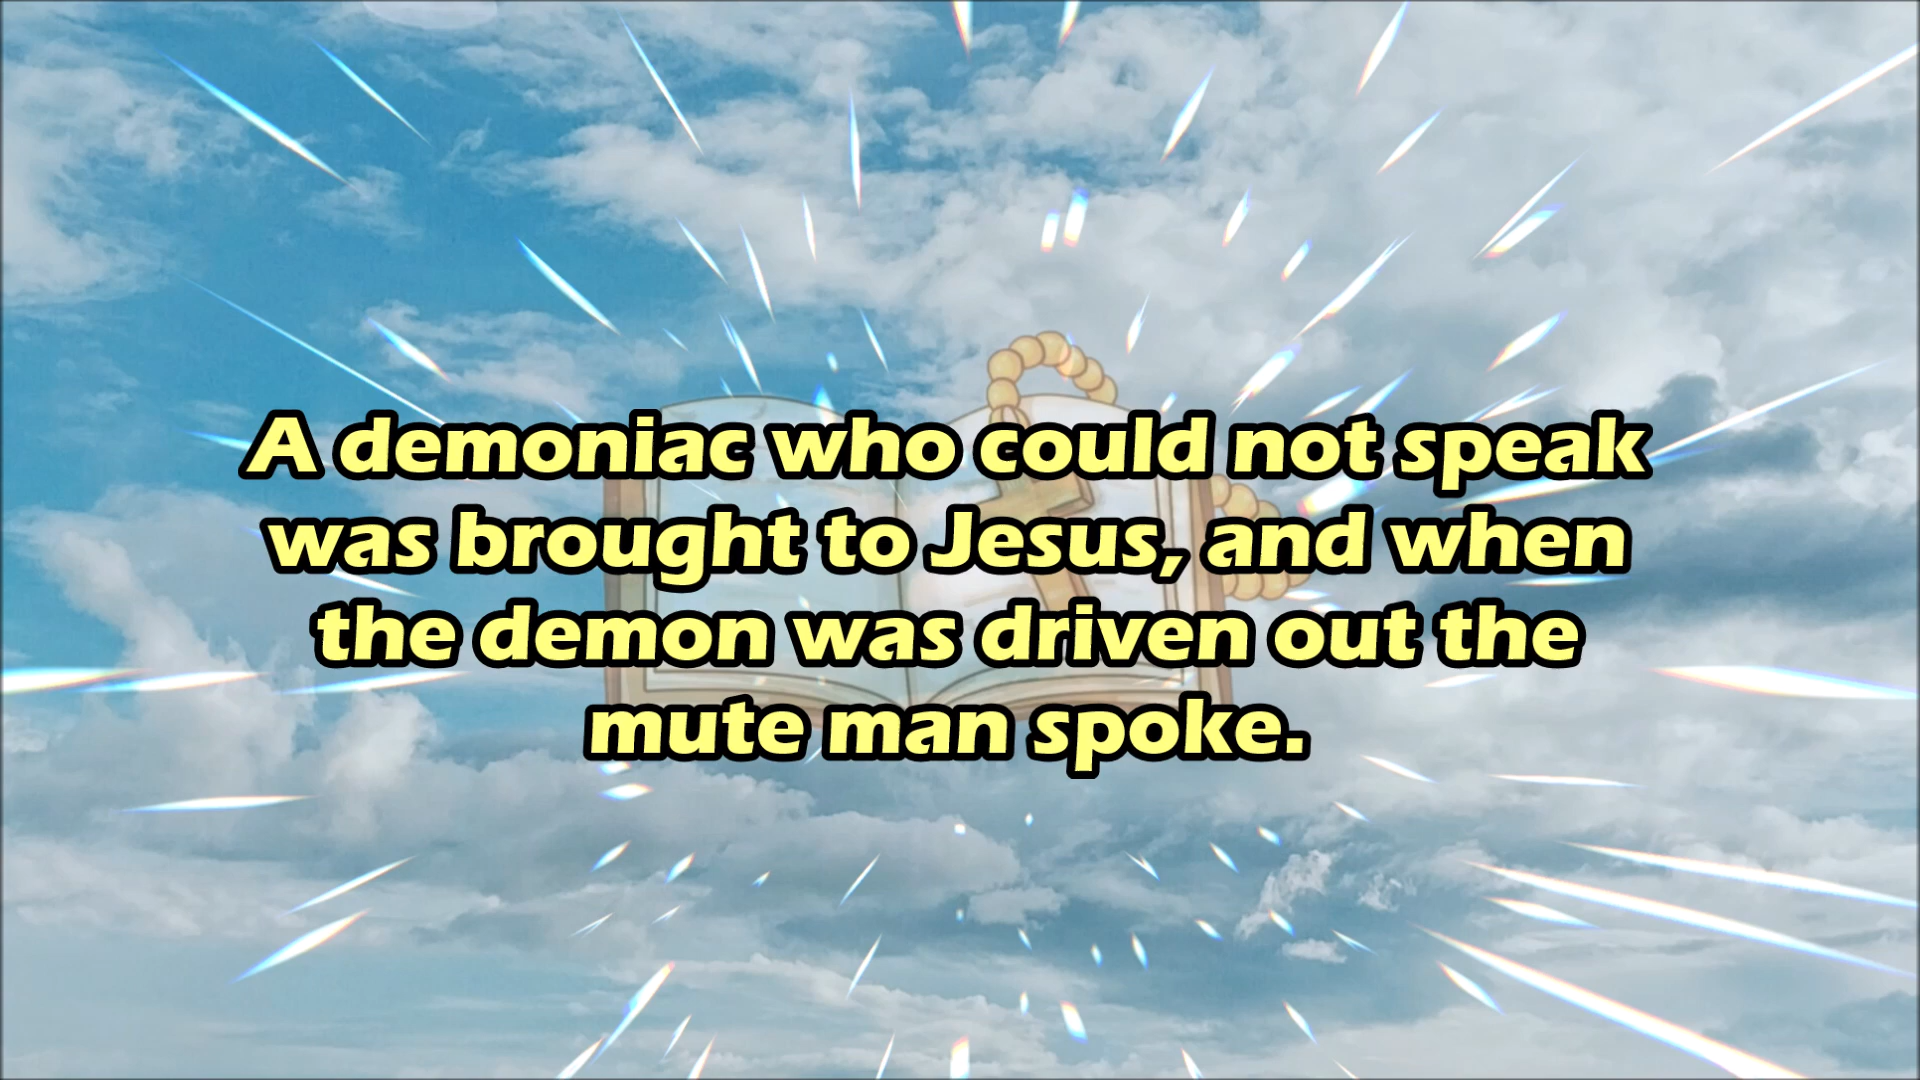 A demoniac who could not speak
was brought to Jesus, and when
the demon was driven out the
mute man spoke.